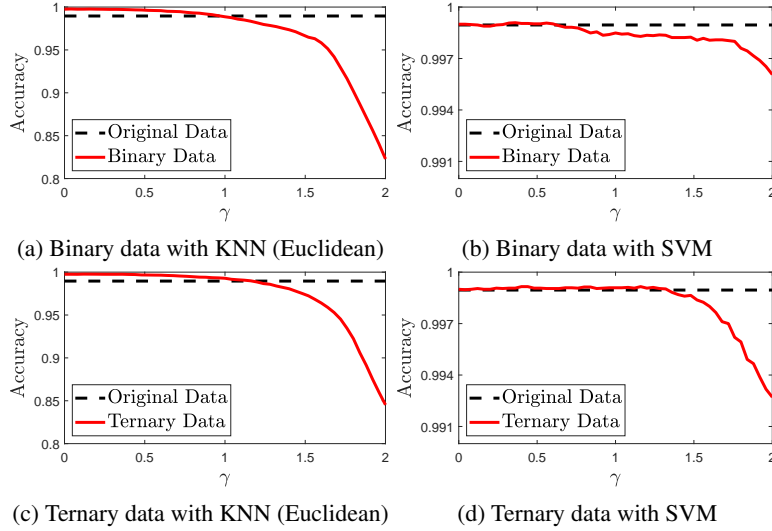 1
0.95
0.9
0.85
0.8
Accuracy
Original Data
Binary Data
0 0.5 1 1.5 2
γ
(a) Binary data with KNN (Euclidean)
0.997
0.994
0.991
Accuracy
Original Data
Binary Data
0 0.5 1 1.5 2
γ
(b) Binary data with SVM
1
0.95
0.9
0.85
0.8
Accuracy
Original Data
Ternary Data
0 0.5 1 1.5 2
γ
(c) Ternary data with KNN (Euclidean)
0.997
0.994
0.991
Accuracy
Original Data
Ternary Data
0 0.5 1 1.5 2
γ
(d) Ternary data with SVM